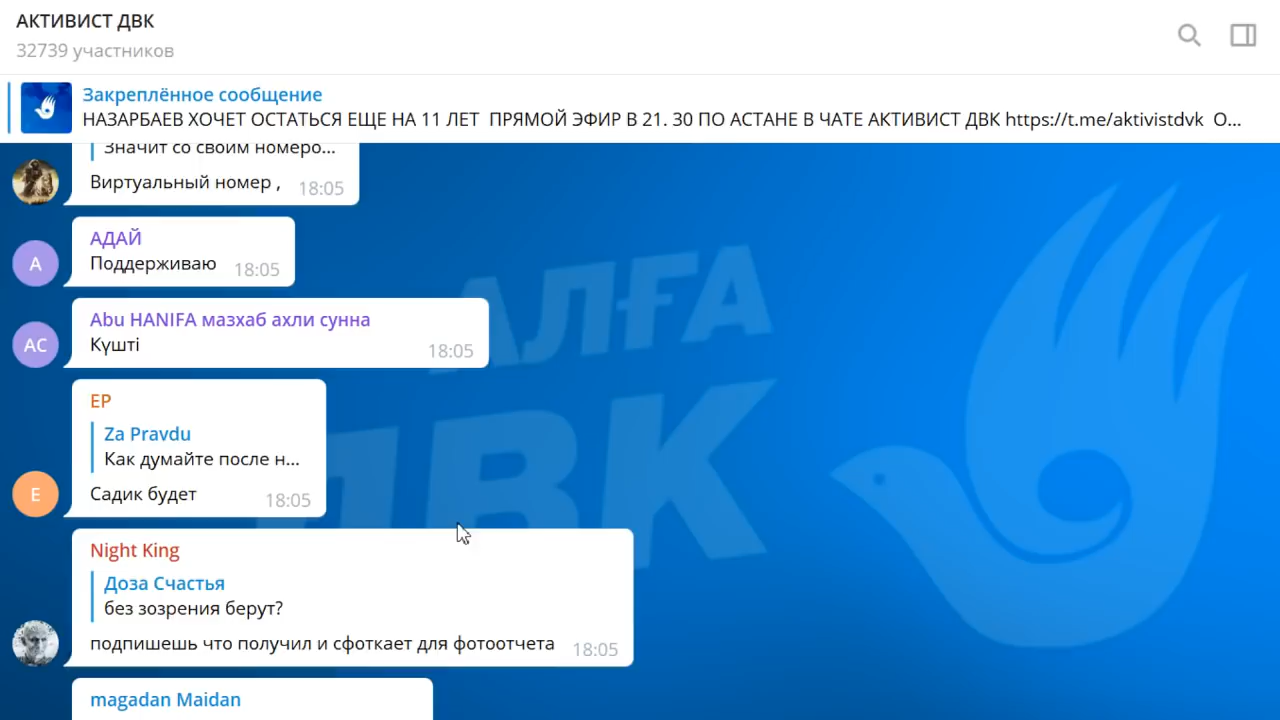 АКТИВИСТ ДВК
32739 участников
Закреплённое сообщение
НАЗАРБАЕВ ХОЧЕТ ОСТАТЬСЯ ЕЩЕ НА 11 ЛЕТ ПРЯМОЙ ЭФИР В 21. 30 ПО АСТАНЕ В ЧАТЕ АКТИВИСТ ДВК https://t.me/aktivistdvk О...
Значит со своим номеро...
Виртуальный номер , 18:05
АДАЙ
А
Поддерживаю 18:05
Abu HANIFA мазхаб ахли сунна
АС
Күшті 18:05
ЕР
Za Pravdu
Как думайте после н...
Е
Садик будет 18:05
Night King
Доза Счастья
без зозрения берут?
подпишешь что получил и сфоткает для фотоотчета 18:05
magadan Maidan
АЛҒА
ДВК